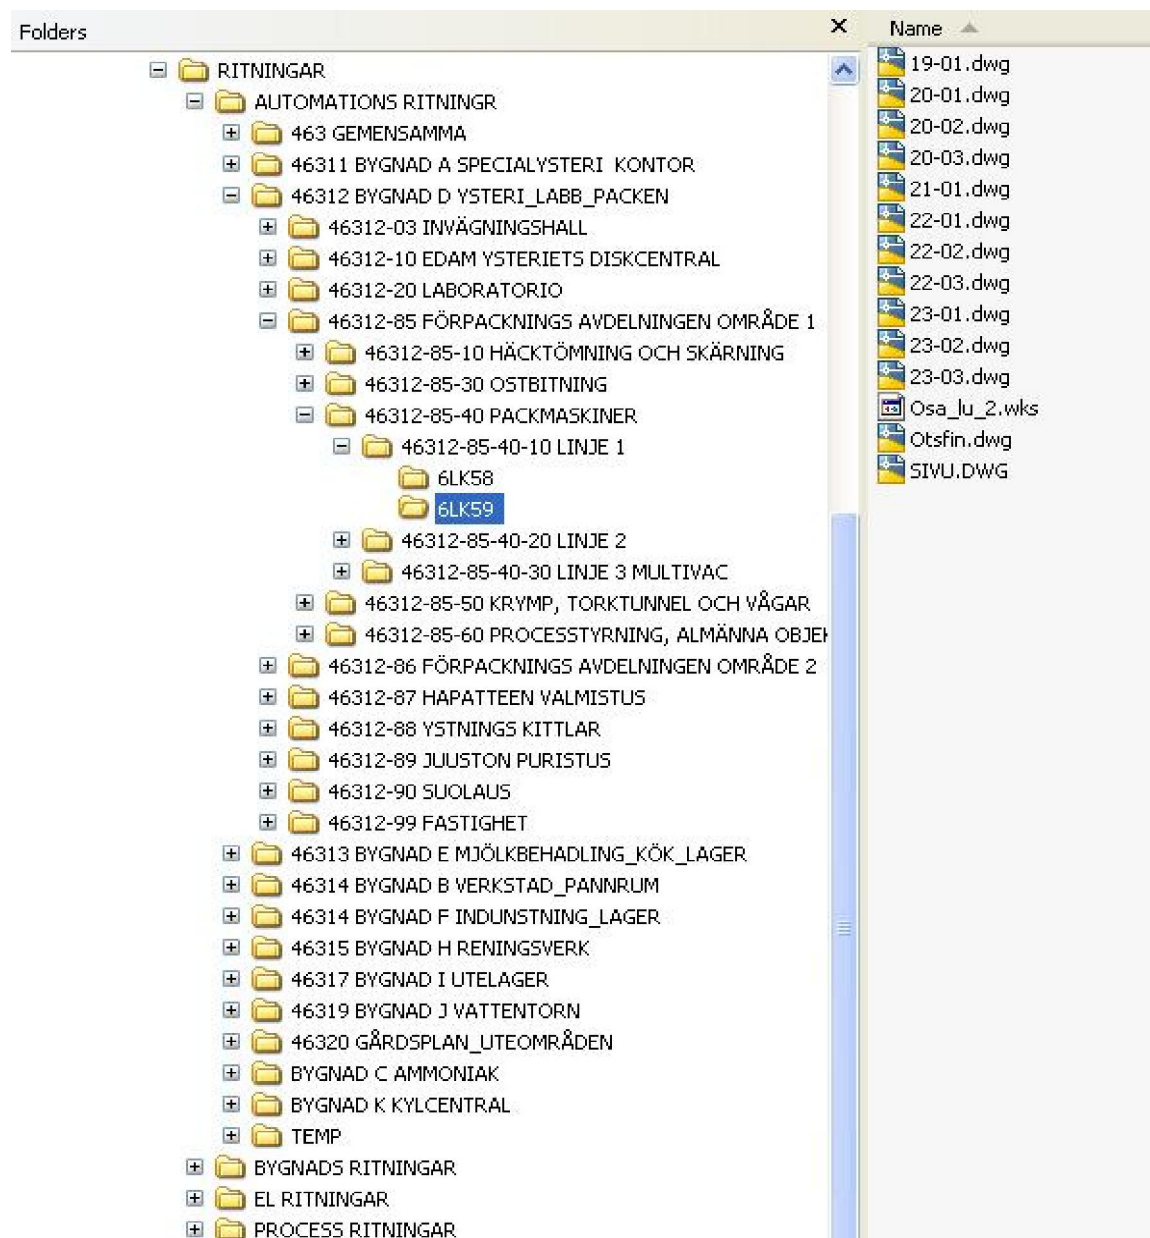 Folders
RITNINGAR
AUTOMATIONS RITNINGR
463 GEMENSAMMA
46311 BYGNAD A SPECIALYSTERI KONTOR
46312 BYGNAD D YSTERI_LABB_PACKEN
46312-03 INVÄGNINGSHALL
46312-10 EDAM YSTERIETS DISKCENTRAL
46312-20 LABORATORIO
46312-85 FÖRPACKNINGS AVDELNINGEN OMRÅDE 1
46312-85-10 HÄCKTÖMNING OCH SKÄRNING
46312-85-30 OSTBITNING
46312-85-40 PACKMASKINER
46312-85-40-10 LINJE 1
6LK58
6LK59
46312-85-40-20 LINJE 2
46312-85-40-30 LINJE 3 MULTIVAC
46312-85-50 KRYMP, TORKTUNNEL OCH VÅGAR
46312-85-60 PROCESSTYRNING, ALMÄNNA OBJE
46312-86 FÖRPACKNINGS AVDELNINGEN OMRÅDE 2
46312-87 HAPATTEEN VALMISTUS
46312-88 YSTNINGS KITTLAR
46312-89 JUUSTON PURISTUS
46312-90 SUOLAUS
46312-99 FASTIGHET
46313 BYGNAD E MJÖLKBEHADLING_KÖK_LAGER
46314 BYGNAD B VERKSTAD_PANNRUM
46314 BYGNAD F INDUNSTNING_LAGER
46315 BYGNAD H RENINGSVERK
46317 BYGNAD I UTELAGER
46319 BYGNAD J VATTENTORN
46320 GÅRDSPLAN_UTEOMRÅDEN
BYGNAD C AMMONIAK
BYGNAD K KYLCENTRAL
TEMP
BYGNADS RITNINGAR
EL RITNINGAR
PROCESS RITNINGAR
Name
19-01.dwg
20-01.dwg
20-02.dwg
20-03.dwg
21-01.dwg
22-01.dwg
22-02.dwg
22-03.dwg
23-01.dwg
23-02.dwg
23-03.dwg
Osa_lu_2.wks
Otsfin.dwg
SIVU.DWG